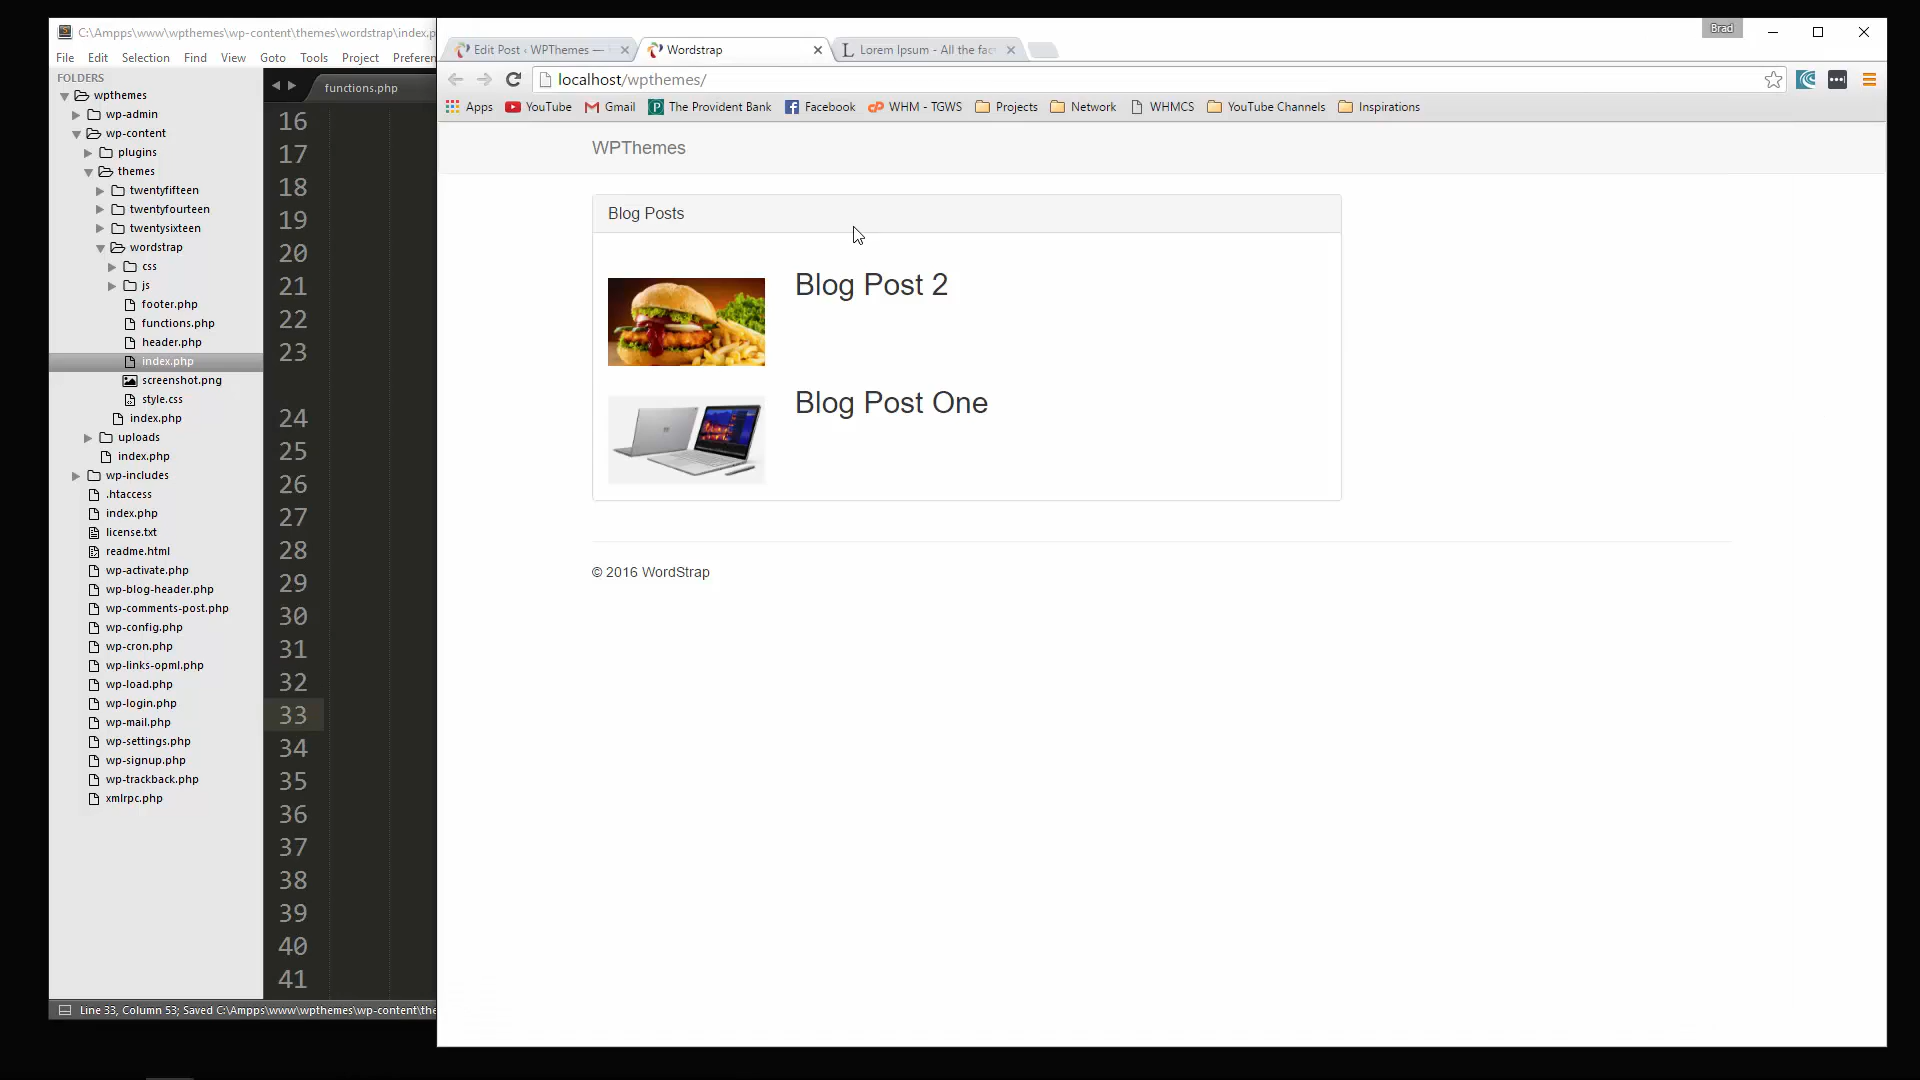 C:\Ampps\www\wpthemes\wp-content\themes\wordstrap\index.p
File Edit Selection Find View Goto Tools Project Preferen
FOLDERS
wpthemes
wp-admin
wp-content
plugins
themes
twentyfifteen
twentyfourteen
twentysixteen
wordstrap
css
js
footer.php
functions.php
header.php
index.php
screenshot.png
style.css
index.php
uploads
index.php
wp-includes
.htaccess
index.php
license.txt
readme.html
wp-activate.php
wp-blog-header.php
wp-comments-post.php
wp-config.php
wp-cron.php
wp-links-opml.php
wp-load.php
wp-login.php
wp-mail.php
wp-settings.php
wp-signup.php
wp-trackback.php
xmlrpc.php
functions.php
16
17
18
19
20
21
22
23
24
25
26
27
28
29
30
31
32
33
34
35
36
37
38
39
40
41
Line 33, Column 53; Saved C:\Ampps\www\wpthemes\wp-content\the
Brad
Edit Post ‹ WPThemes — Wordstrap Lorem Ipsum - All the fac
localhost/wpthemes/
Apps YouTube Gmail The Provident Bank Facebook WHM - TGWS Projects Network WHMCS YouTube Channels Inspirations
WPThemes
Blog Posts
Blog Post 2
Blog Post One
© 2016 WordStrap